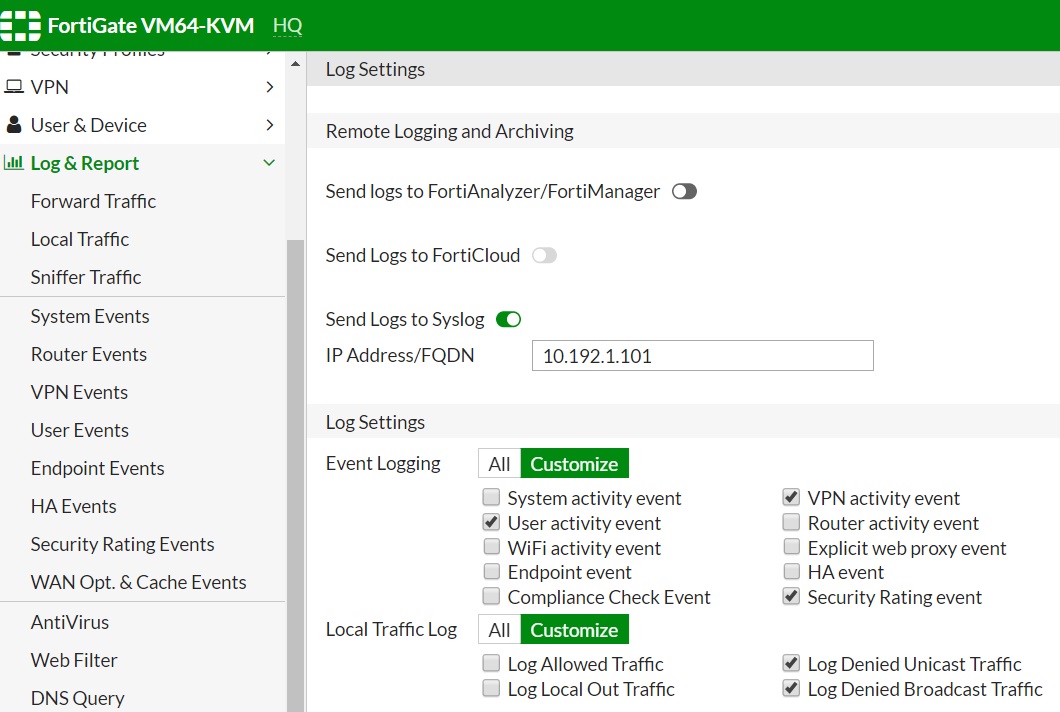 FortiGate VM64-KVM HQ
Security Profiles
VPN
User & Device
Log & Report
Forward Traffic
Local Traffic
Sniffer Traffic
System Events
Router Events
VPN Events
User Events
Endpoint Events
HA Events
Security Rating Events
WAN Opt. & Cache Events
AntiVirus
Web Filter
DNS Query
Log Settings
Remote Logging and Archiving
Send logs to FortiAnalyzer/FortiManager
Send Logs to FortiCloud
Send Logs to Syslog
IP Address/FQDN 10.192.1.101
Log Settings
Event Logging All Customize
System activity event VPN activity event
User activity event Router activity event
WiFi activity event Explicit web proxy event
Endpoint event HA event
Compliance Check Event Security Rating event
Local Traffic Log All Customize
Log Allowed Traffic Log Denied Unicast Traffic
Log Local Out Traffic Log Denied Broadcast Traffic